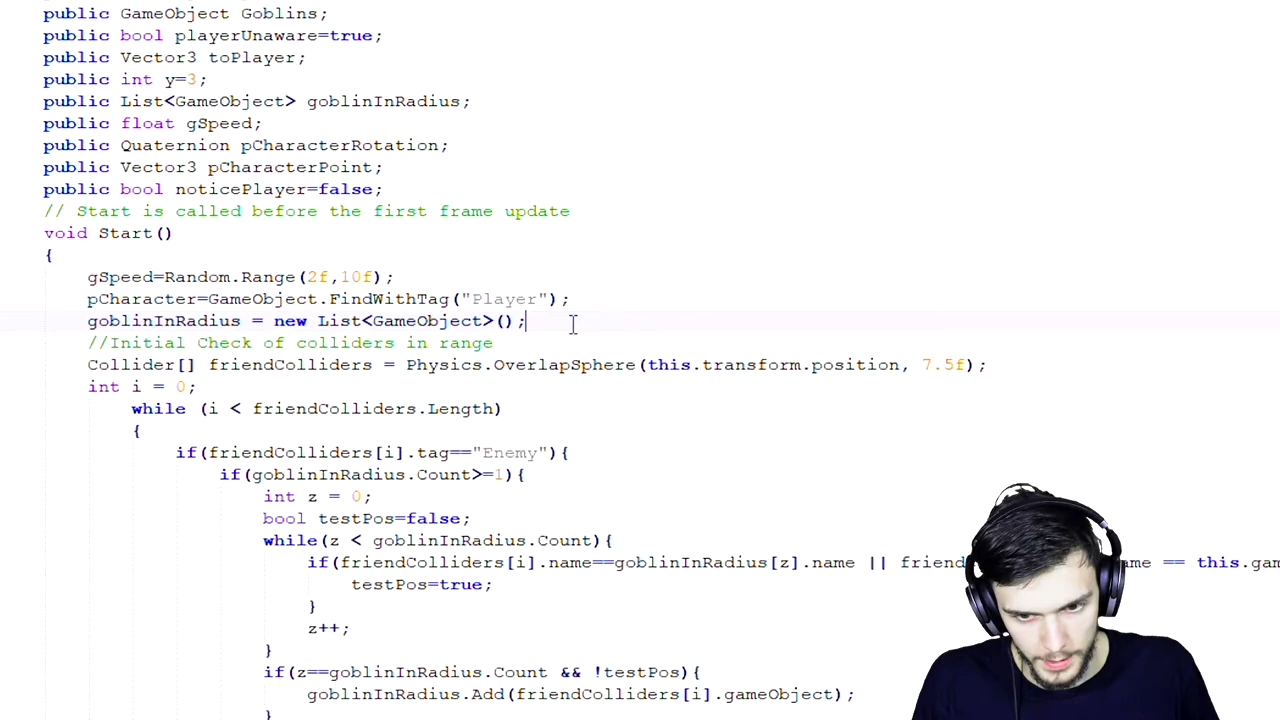 public GameObject Goblins;
public bool playerUnaware=true;
public Vector3 toPlayer;
public int y=3;
public List<GameObject> goblinInRadius;
public float gSpeed;
public Quaternion pCharacterRotation;
public Vector3 pCharacterPoint;
public bool noticePlayer=false;
// Start is called before the first frame update
void Start()
{
gSpeed=Random.Range(2f,10f);
pCharacter=GameObject.FindWithTag("Player");
goblinInRadius = new List<GameObject>();
//Initial Check of colliders in range
Collider[] friendColliders = Physics.OverlapSphere(this.transform.position, 7.5f);
int i = 0;
while (i < friendColliders.Length)
{
if(friendColliders[i].tag=="Enemy"){
if(goblinInRadius.Count>=1){
int z = 0;
bool testPos=false;
while(z < goblinInRadius.Count){
if(friendColliders[i].name==goblinInRadius[z].name || friend ame == this.gam
testPos=true;
}
z++;
}
if(z==goblinInRadius.Count && !testPos){
goblinInRadius.Add(friendColliders[i].gameObject);
}